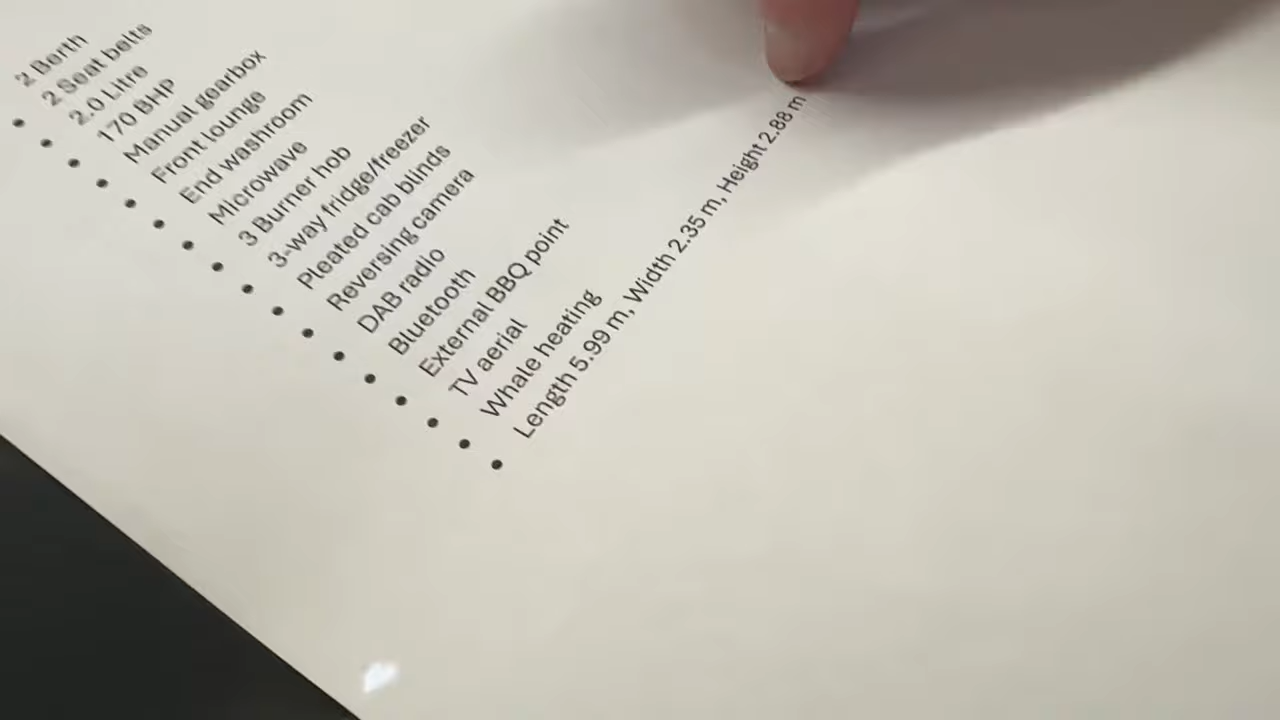 • 2 Berth
• 2 Seat belts
• 2.0 Litre
• 170 BHP
• Manual gearbox
• Front lounge
• End washroom
• Microwave
• 3 Burner hob
• 3-way fridge/freezer
• Pleated cab blinds
• Reversing camera
• DAB radio
• Bluetooth
• External BBQ point
• TV aerial
• Whale heating
• Length 5.99 m, Width 2.35 m, Height 2.88 m